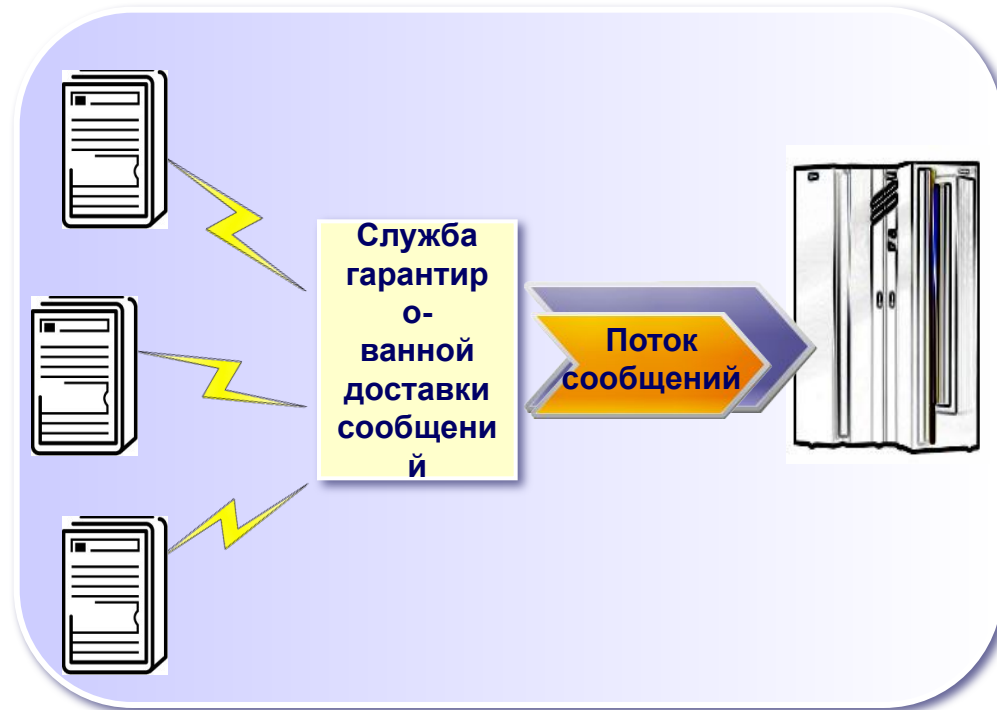 Служба
гарантир
о-
ванной
доставки
сообщени
й
Поток
сообщений